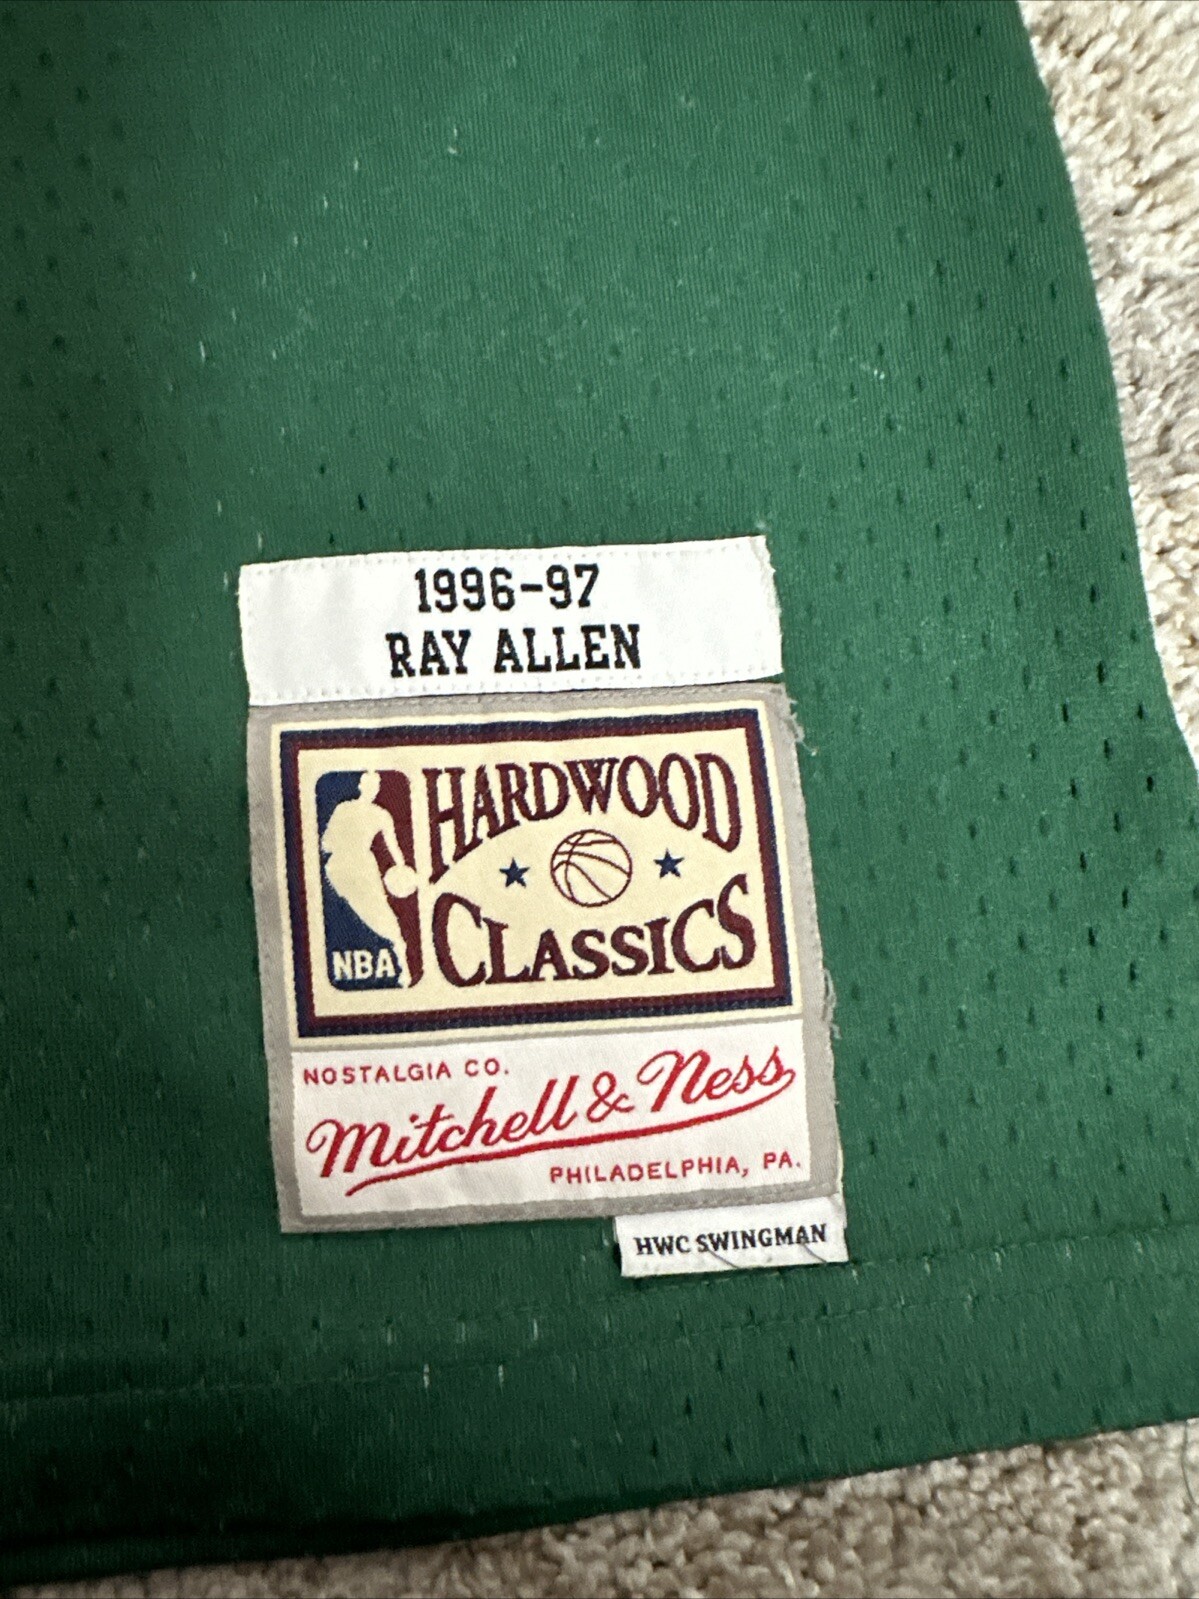 1996-97
RAY ALLEN
HARDWOOD
CLASSICS
NBA
NOSTALGIA CO.
Mitchell & Ness
PHILADELPHIA, PA.
HWC SWINGMAN